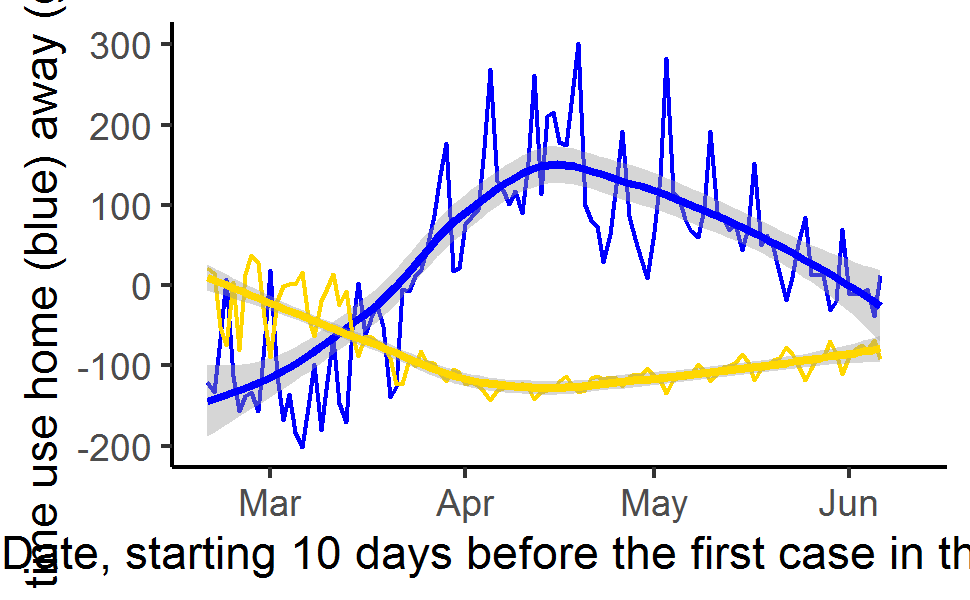 time use home (blue) away (
300
200
100
0
-100
-200
Mar Apr May Jun
Date, starting 10 days before the first case in th